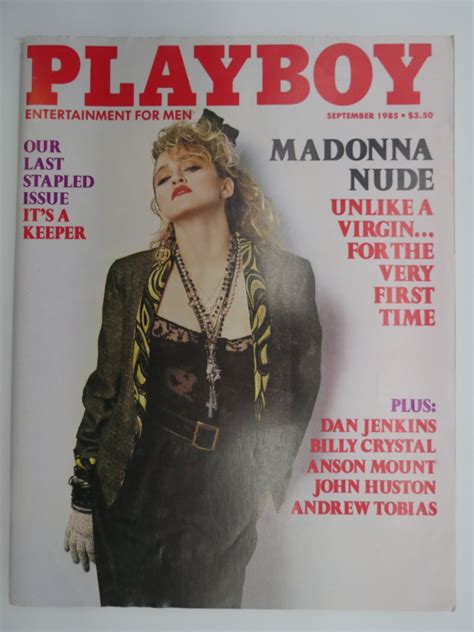 PLAYBOY
ENTERTAINMENT FOR MEN
SEPTEMBER 1985 • $3.50
OUR
LAST
STAPLED
ISSUE
IT'S A
KEEPER
MADONNA
NUDE
UNLIKE A
VIRGIN...
FOR THE
VERY
FIRST
TIME
PLUS:
DAN JENKINS
BILLY CRYSTAL
ANSON MOUNT
JOHN HUSTON
ANDREW TOBIAS